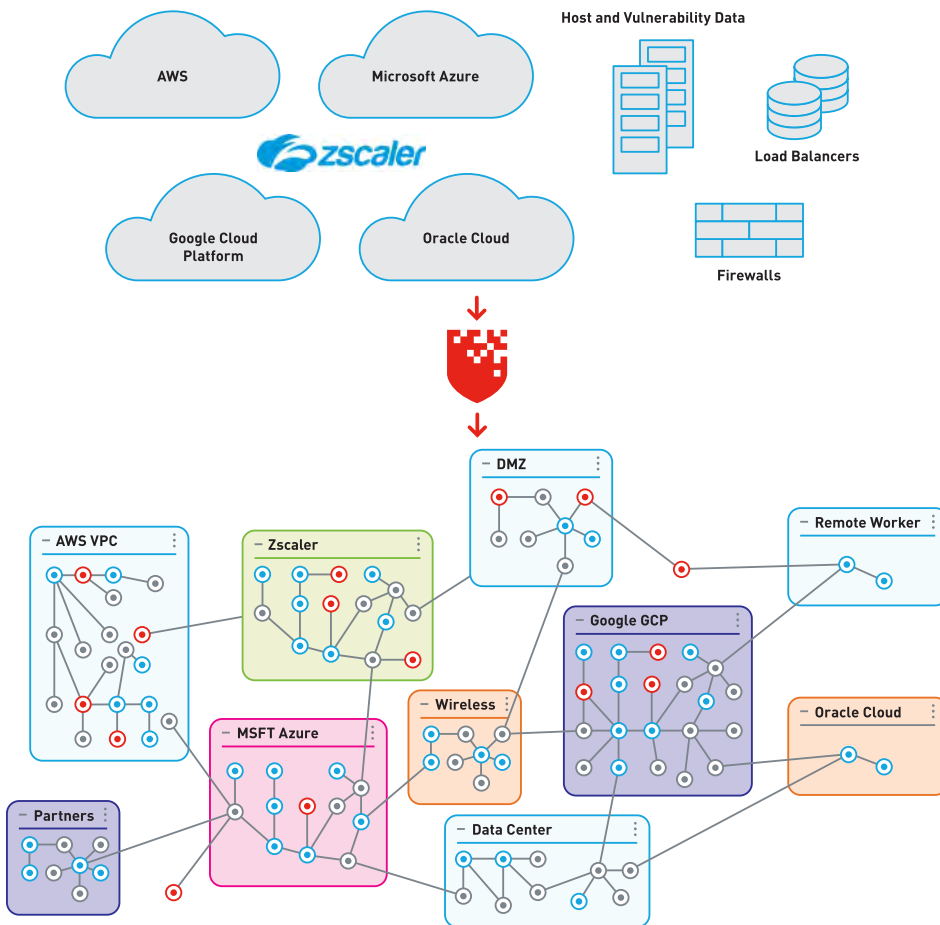 Host and Vulnerability Data
AWS
Microsoft Azure
zscaler
Load Balancers
Google Cloud
Platform
Oracle Cloud
Firewalls
DMZ
AWS VPC
Zscaler
Remote Worker
Google GCP
Wireless
MSFT Azure
Oracle Cloud
Partners
Data Center